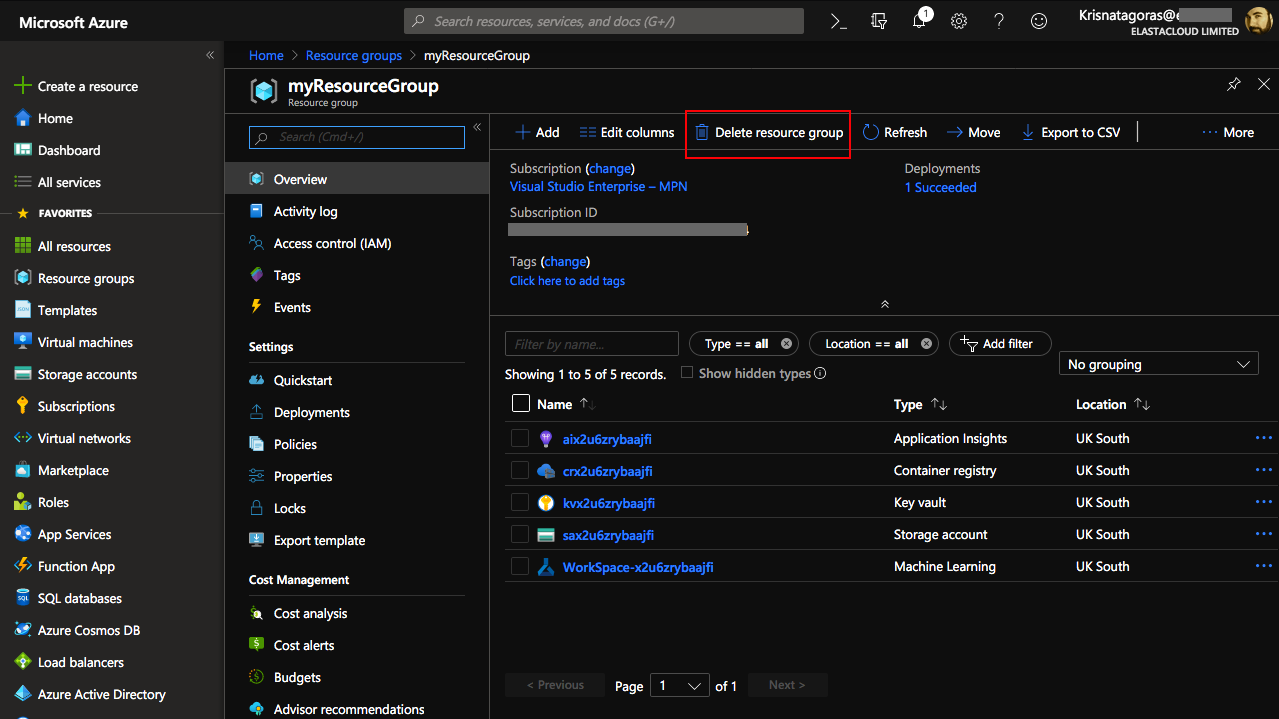 Microsoft Azure
Search resources, services, and docs (G+/)
1
Krisnatagoras@e
ELASTACLOUD LIMITED
«
Create a resource
Home
Dashboard
All services
FAVORITES
All resources
Resource groups
Templates
Virtual machines
Storage accounts
Subscriptions
Virtual networks
Marketplace
Roles
App Services
Function App
SQL databases
Azure Cosmos DB
Load balancers
Azure Active Directory
Home > Resource groups > myResourceGroup
myResourceGroup
Resource group
Search (Cmd+/)
«
Overview
Activity log
Access control (IAM)
Tags
Events
Settings
Quickstart
Deployments
Policies
Properties
Locks
Export template
Cost Management
Cost analysis
Cost alerts
Budgets
Advisor recommendations
Add Edit columns Delete resource group Refresh Move Export to CSV ··· More
Subscription (change)
Visual Studio Enterprise – MPN
Subscription ID
Tags (change)
Click here to add tags
Deployments
1 Succeeded
Filter by name... Type == all Location == all Add filter
Showing 1 to 5 of 5 records. Show hidden types No grouping
Name Type Location
aix2u6zrybaajfi Application Insights UK South ···
crx2u6zrybaajfi Container registry UK South ···
kvx2u6zrybaajfi Key vault UK South ···
sax2u6zrybaajfi Storage account UK South ···
WorkSpace-x2u6zrybaajfi Machine Learning UK South ···
< Previous Page 1 of 1 Next >